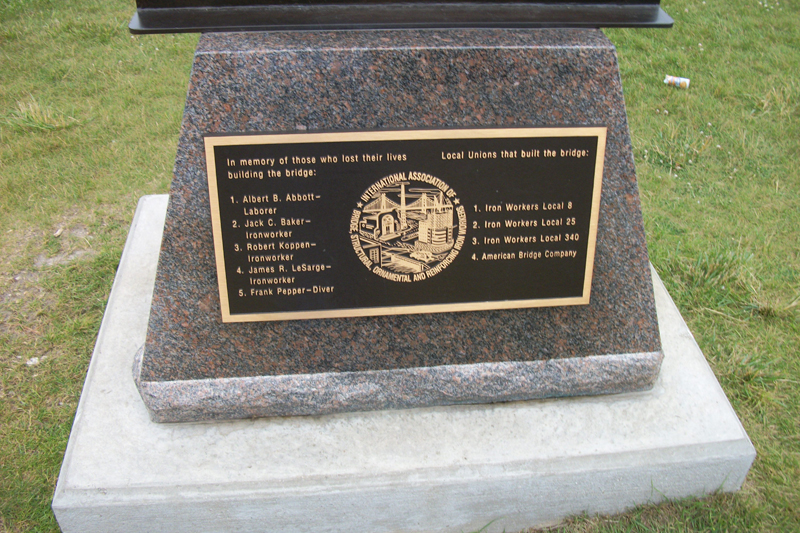 In memory of those who lost their lives
building the bridge:
1. Albert B. Abbott–
Laborer
2. Jack C. Baker–
Ironworker
3. Robert Koppen–
Ironworker
4. James R. LeSarge–
Ironworker
5. Frank Pepper–Diver
INTERNATIONAL ASSOCIATION OF
BRIDGE, STRUCTURAL, ORNAMENTAL AND REINFORCING IRON WORKERS
Local Unions that built the bridge:
1. Iron Workers Local 8
2. Iron Workers Local 25
3. Iron Workers Local 340
4. American Bridge Company